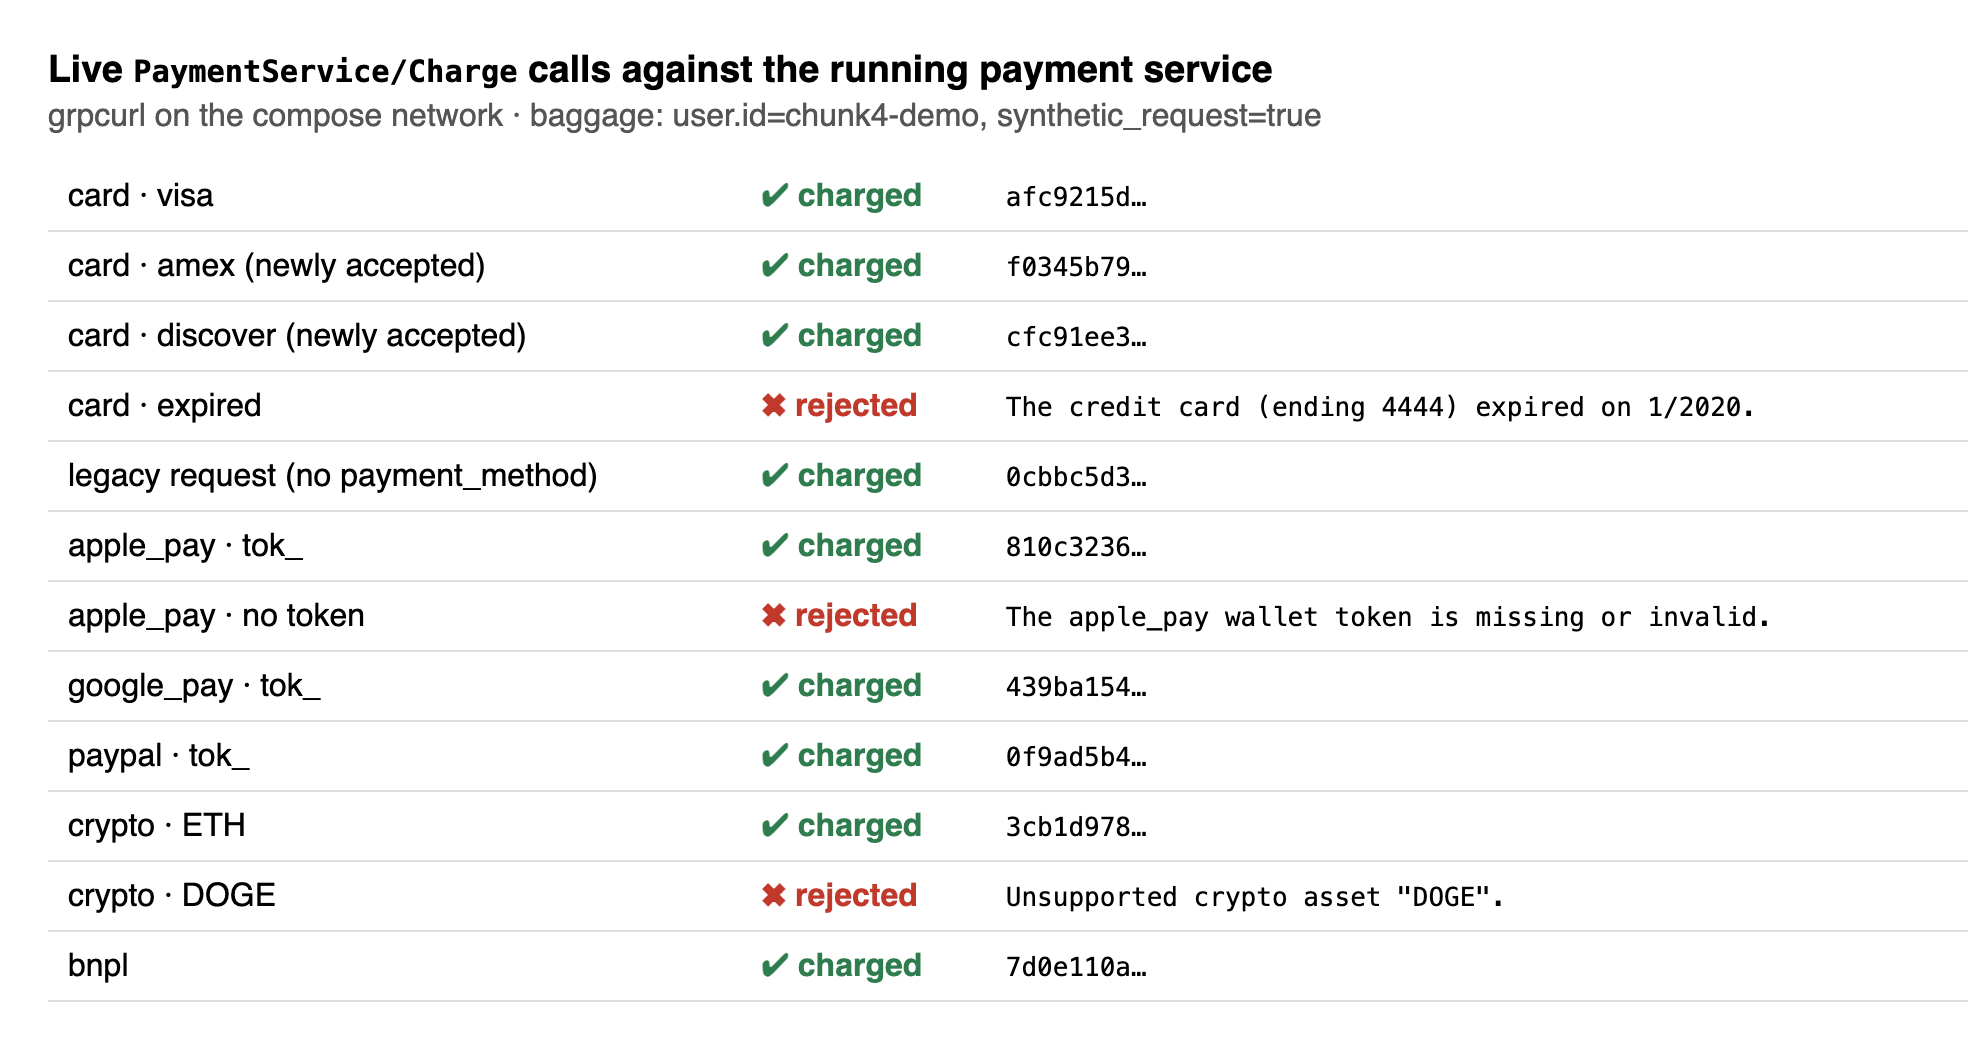 Live PaymentService/Charge calls against the running payment service
grpcurl on the compose network · baggage: user.id=chunk4-demo, synthetic_request=true
card · visa ✔ charged afc9215d…
card · amex (newly accepted) ✔ charged f0345b79…
card · discover (newly accepted) ✔ charged cfc91ee3…
card · expired ✖ rejected The credit card (ending 4444) expired on 1/2020.
legacy request (no payment_method) ✔ charged 0cbbc5d3…
apple_pay · tok_ ✔ charged 810c3236…
apple_pay · no token ✖ rejected The apple_pay wallet token is missing or invalid.
google_pay · tok_ ✔ charged 439ba154…
paypal · tok_ ✔ charged 0f9ad5b4…
crypto · ETH ✔ charged 3cb1d978…
crypto · DOGE ✖ rejected Unsupported crypto asset "DOGE".
bnpl ✔ charged 7d0e110a…